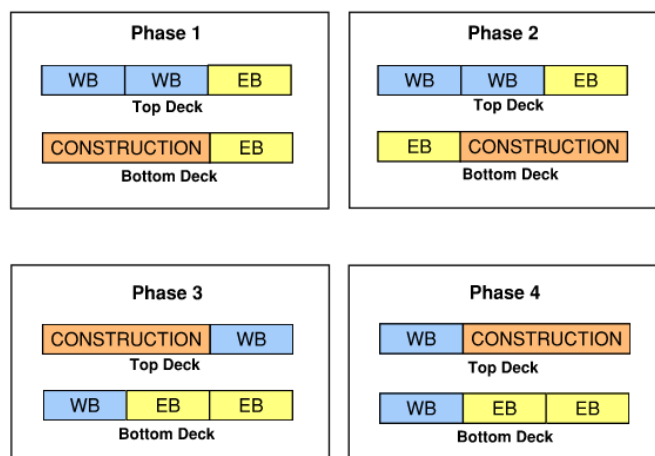 Phase 1
WB WB EB
Top Deck
CONSTRUCTION EB
Bottom Deck
Phase 2
WB WB EB
Top Deck
EB CONSTRUCTION
Bottom Deck
Phase 3
CONSTRUCTION WB
Top Deck
WB EB EB
Bottom Deck
Phase 4
WB CONSTRUCTION
Top Deck
WB EB EB
Bottom Deck